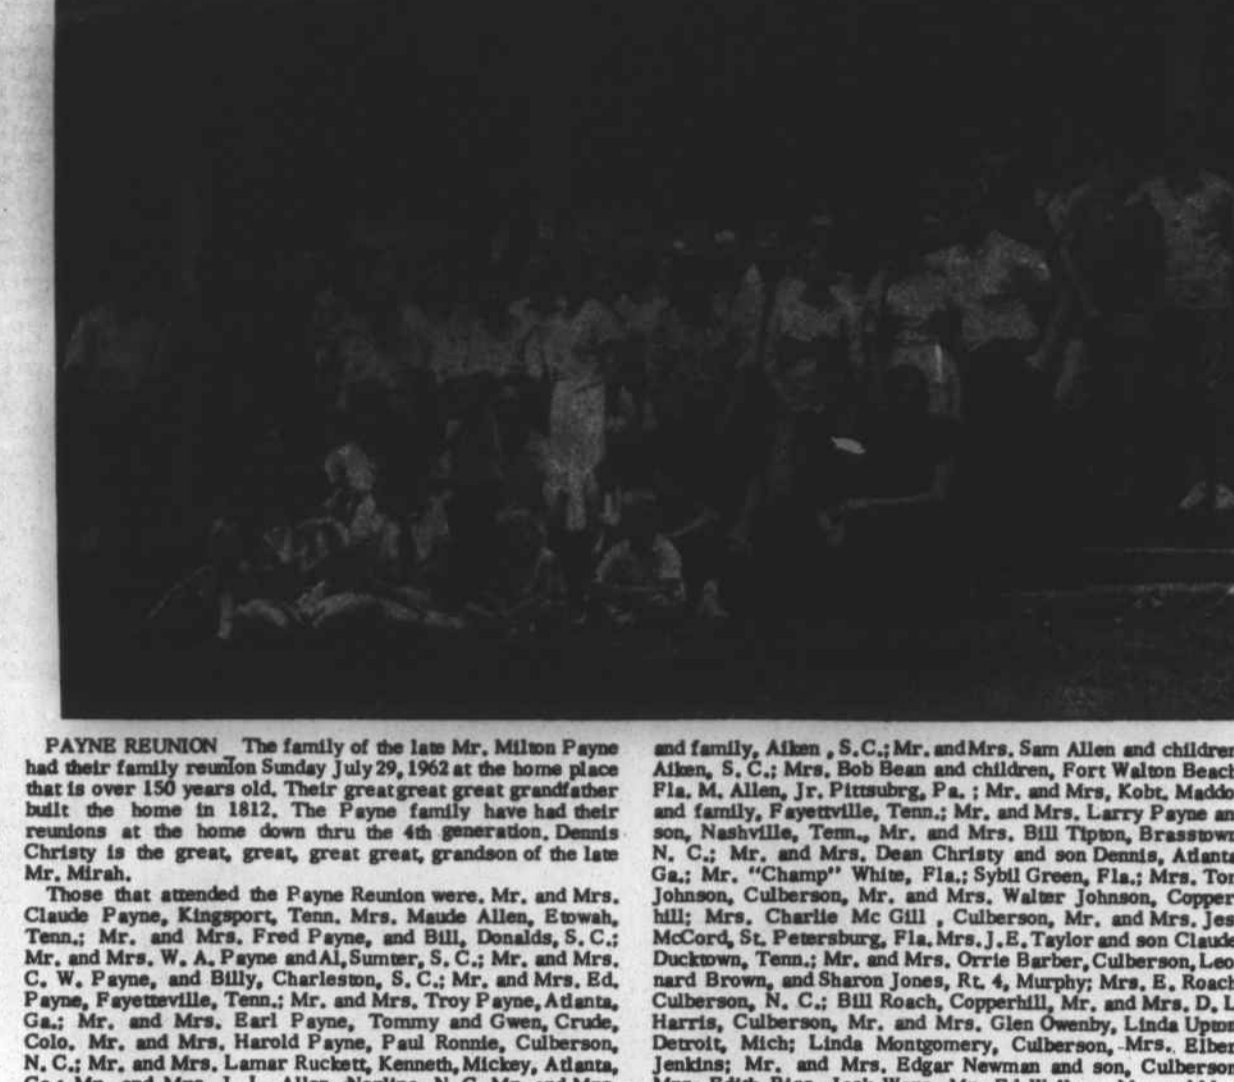 PAYNE REUNION _ The family of the late Mr. Milton Payne
had their family reunion Sunday July 29, 1962 at the home place
that is over 150 years old. Their greatgreat great grandfather
built the home in 1812. The Payne family have had their
reunions at the home down thru the 4th generation. Dennis
Christy is the great, great, great great, grandson of the late
Mr. Mirah.
Those that attended the Payne Reunion were. Mr. and Mrs.
Claude Payne, Kingsport, Tenn. Mrs. Maude Allen, Etowah,
Tenn.; Mr. and Mrs. Fred Payne, and Bill, Donalds, S. C.;
Mr. and Mrs. W. A. Payne and Al, Sumter, S. C.; Mr. and Mrs.
C. W. Payne, and Billy, Charleston, S. C.; Mr. and Mrs. Ed.
Payne, Fayetteville, Tenn.; Mr. and Mrs. Troy Payne, Atlanta,
Ga.; Mr. and Mrs. Earl Payne, Tommy and Gwen, Crude,
Colo. Mr. and Mrs. Harold Payne, Paul Ronnie, Culberson,
N. C.; Mr. and Mrs. Lamar Ruckett, Kenneth, Mickey, Atlanta,
and family, Aiken , S.C.; Mr. and Mrs. Sam Allen and children
Aiken, S. C.; Mrs. Bob Bean and children, Fort Walton Beach
Fla. M. Allen, Jr. Pittsubrg, Pa. ; Mr. and Mrs, Kobt. Maddo
and family, Fayettville, Tenn.; Mr. and Mrs. Larry Payne an
son, Nashville, Tenn., Mr. and Mrs. Bill Tipton, Brasstown
N. C.; Mr. and Mrs. Dean Christy and son Dennis, Atlanta
Ga.; Mr. "Champ" White, Fla.; Sybil Green, Fla.; Mrs. Tor
Johnson, Culberson, Mr. and Mrs. Walter Johnson, Copper
hill; Mrs. Charlie Mc Gill , Culberson, Mr. and Mrs. Jes
McCord, St. Petersburg, Fla. Mrs. J.E. Taylor and son Claude
Ducktown, Tenn.; Mr. and Mrs. Orrie Barber, Culberson, Leo
nard Brown, and Sharon Jones, Rt. 4, Murphy; Mrs. E. Roach
Culberson, N. C.; Bill Roach, Copperhill, Mr. and Mrs. D. L
Harris, Culberson, Mr. and Mrs. Glen Owenby, Linda Upton
Detroit, Mich; Linda Montgomery, Culberson, Mrs. Elber
Jenkins; Mr. and Mrs. Edgar Newman and son, Culberson